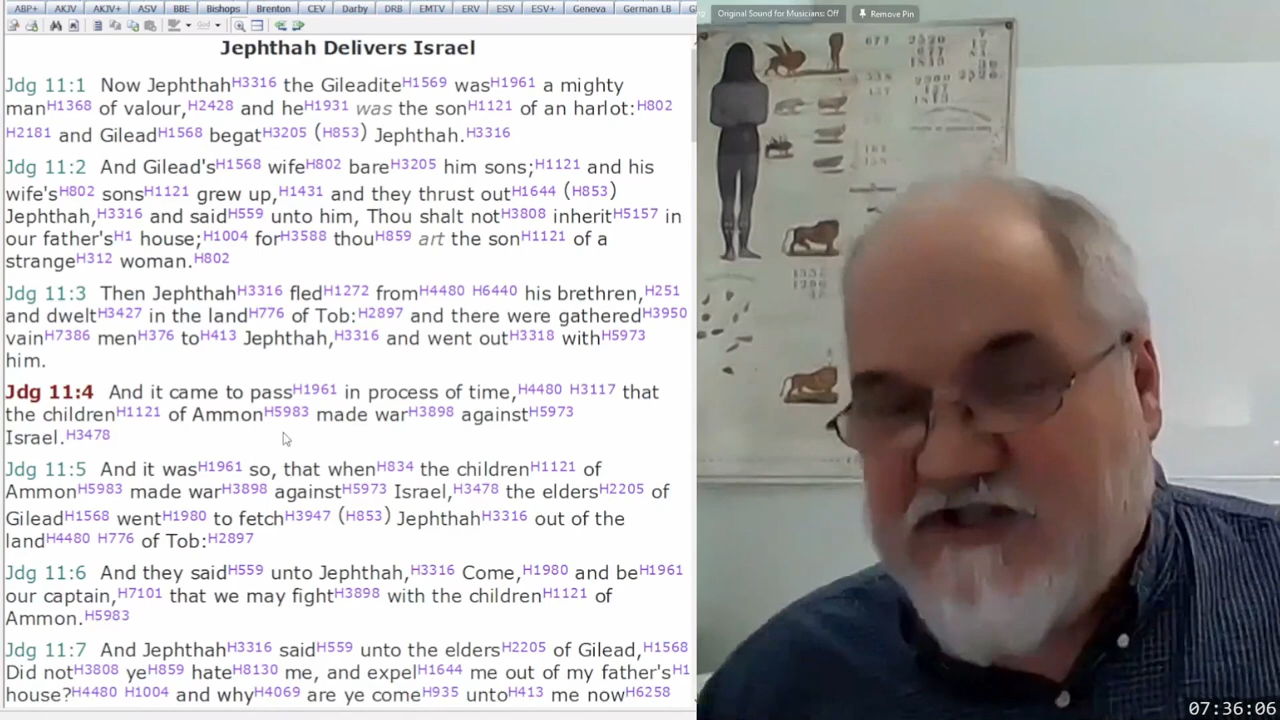 ABP+ AKJV AKJV+ ASV BBE Bishops Brenton CEV Darby DRB EMTV ERV ESV ESV+ Geneva German LB
Original Sound for Musicians: Off Remove Pin
Jephthah Delivers Israel
Jdg 11:1 Now JephthahH3316 the GileaditeH1569 wasH1961 a mighty
manH1368 of valour,H2428 and heH1931 was the sonH1121 of an harlot:H802
H2181 and GileadH1568 begatH3205 (H853) Jephthah.H3316
Jdg 11:2 And Gilead'sH1568 wifeH802 bareH3205 him sons;H1121 and his
wife'sH802 sonsH1121 grew up,H1431 and they thrust outH1644 (H853)
Jephthah,H3316 and saidH559 unto him, Thou shalt notH3808 inheritH5157 in
our father'sH1 house;H1004 forH3588 thouH859 art the sonH1121 of a
strangeH312 woman.H802
Jdg 11:3 Then JephthahH3316 fledH1272 fromH4480 H6440 his brethren,H251
and dweltH3427 in the landH776 of Tob:H2897 and there were gatheredH3950
vainH7386 menH376 toH413 Jephthah,H3316 and went outH3318 withH5973
him.
Jdg 11:4 And it came to passH1961 in process of time,H4480 H3117 that
the childrenH1121 of AmmonH5983 made warH3898 againstH5973
Israel.H3478
Jdg 11:5 And it wasH1961 so, that whenH834 the childrenH1121 of
AmmonH5983 made warH3898 againstH5973 Israel,H3478 the eldersH2205 of
GileadH1568 wentH1980 to fetchH3947 (H853) JephthahH3316 out of the
landH4480 H776 of Tob:H2897
Jdg 11:6 And they saidH559 unto Jephthah,H3316 Come,H1980 and beH1961
our captain,H7101 that we may fightH3898 with the childrenH1121 of
Ammon.H5983
Jdg 11:7 And JephthahH3316 saidH559 unto the eldersH2205 of Gilead,H1568
Did notH3808 yeH859 hateH8130 me, and expelH1644 me out of my father'sH1
house?H4480 H1004 and whyH4069 are ye comeH935 untoH413 me nowH6258
677 2520
677
07:36:06